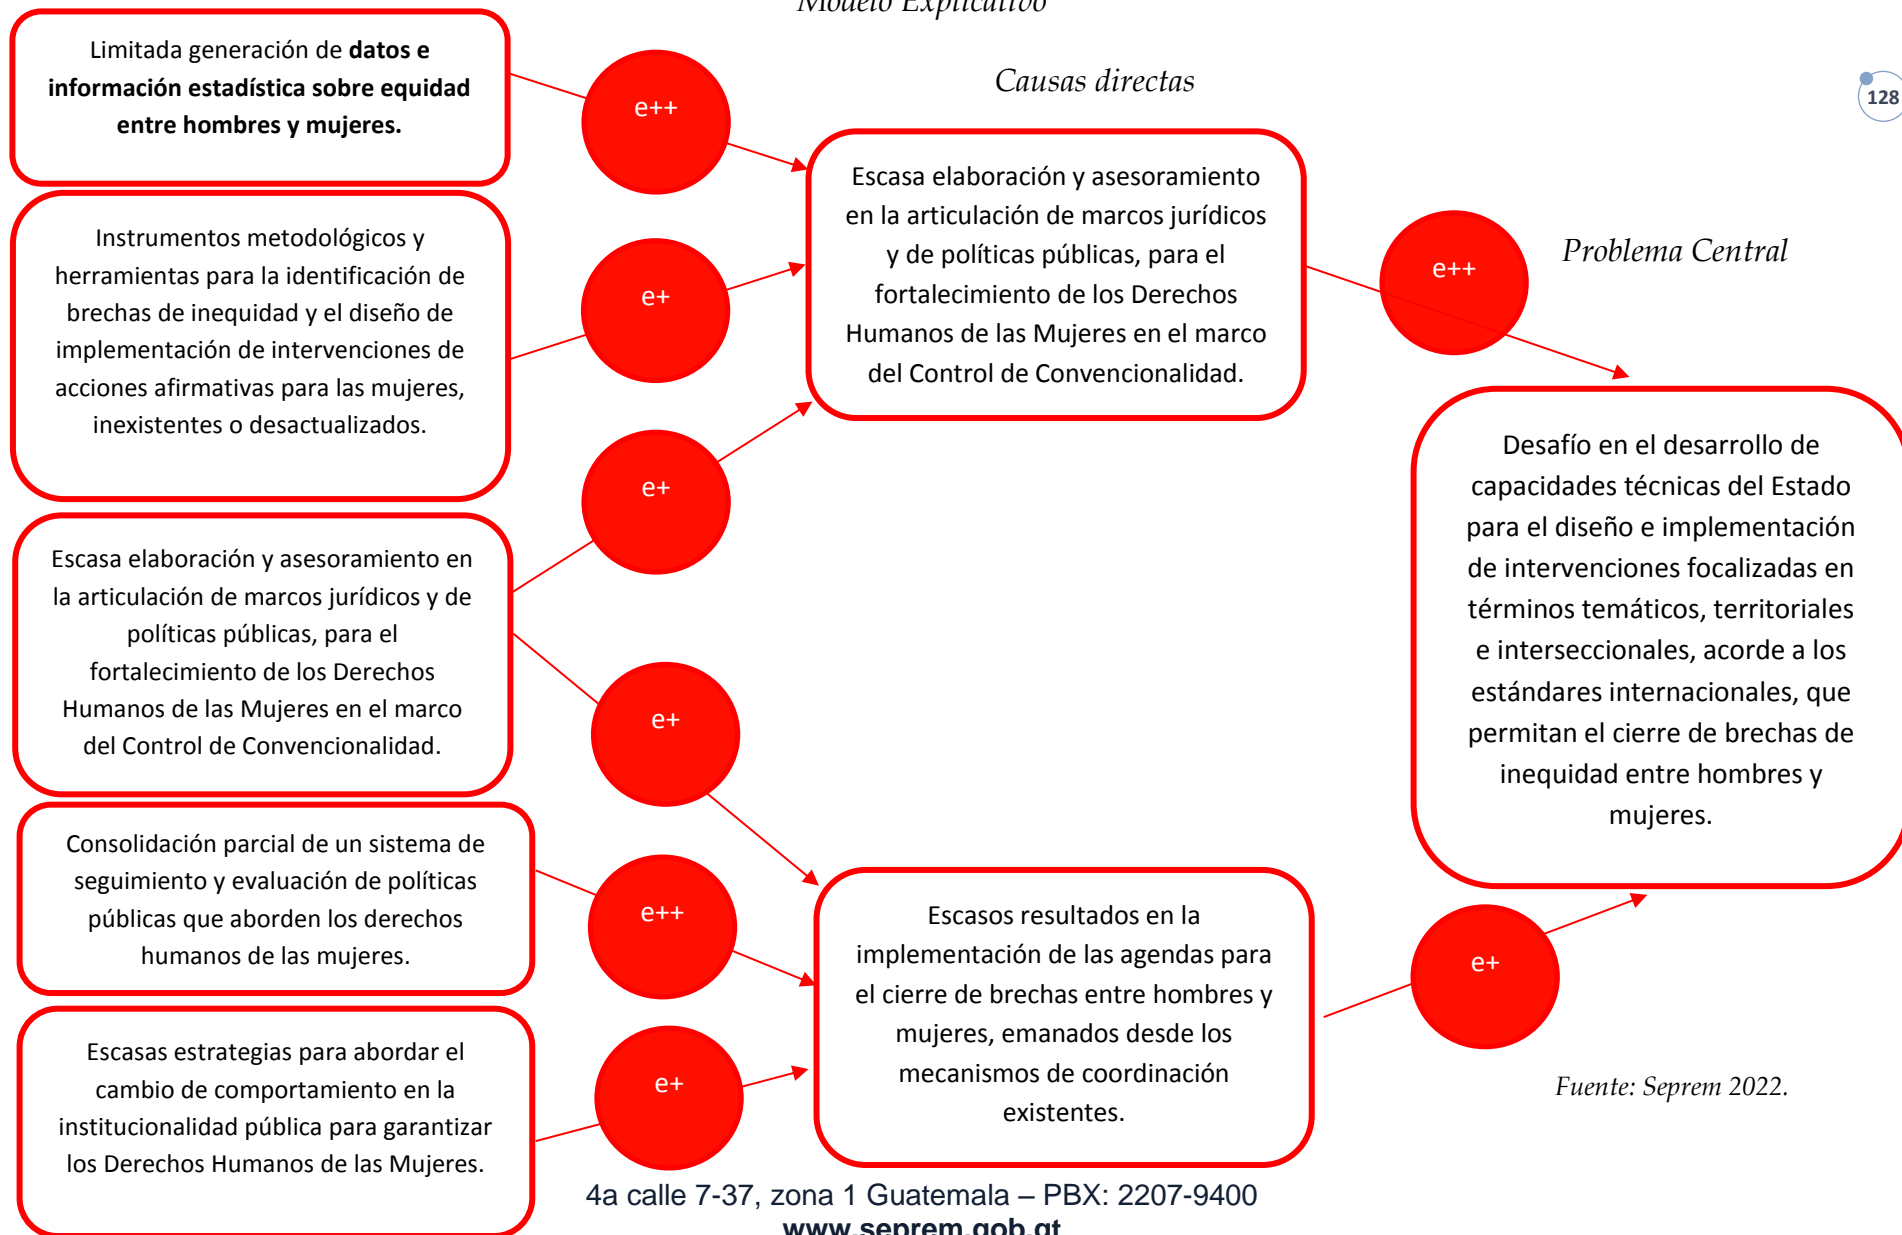 Modelo Explicativo
Causas directas
128
Limitada generación de datos e
información estadística sobre equidad
entre hombres y mujeres.
e++
Instrumentos metodológicos y
herramientas para la identificación de
brechas de inequidad y el diseño de
implementación de intervenciones de
acciones afirmativas para las mujeres,
inexistentes o desactualizados.
e+
Escasa elaboración y asesoramiento en
la articulación de marcos jurídicos y de
políticas públicas, para el
fortalecimiento de los Derechos
Humanos de las Mujeres en el marco
del Control de Convencionalidad.
e+
e+
Consolidación parcial de un sistema de
seguimiento y evaluación de políticas
públicas que aborden los derechos
humanos de las mujeres.
e++
Escasas estrategias para abordar el
cambio de comportamiento en la
institucionalidad pública para garantizar
los Derechos Humanos de las Mujeres.
e+
Escasa elaboración y asesoramiento
en la articulación de marcos jurídicos
y de políticas públicas, para el
fortalecimiento de los Derechos
Humanos de las Mujeres en el marco
del Control de Convencionalidad.
e++
Escasos resultados en la
implementación de las agendas para
el cierre de brechas entre hombres y
mujeres, emanados desde los
mecanismos de coordinación
existentes.
e+
Problema Central
Desafío en el desarrollo de
capacidades técnicas del Estado
para el diseño e implementación
de intervenciones focalizadas en
términos temáticos, territoriales
e interseccionales, acorde a los
estándares internacionales, que
permitan el cierre de brechas de
inequidad entre hombres y
mujeres.
Fuente: Seprem 2022.
4a calle 7-37, zona 1 Guatemala – PBX: 2207-9400
www.seprem.gob.gt